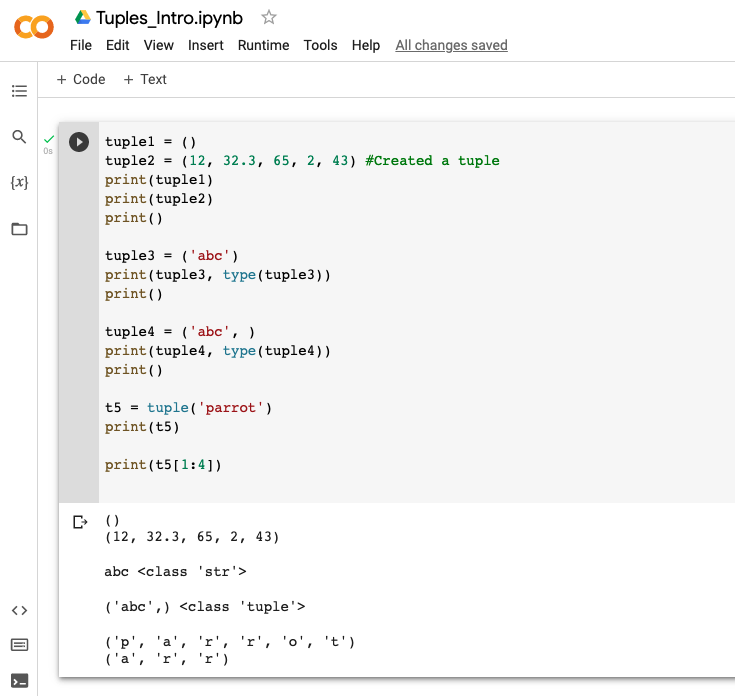 Tuples_Intro.ipynb
File Edit View Insert Runtime Tools Help All changes saved
+ Code + Text
0s
tuple1 = ()
tuple2 = (12, 32.3, 65, 2, 43) #Created a tuple
print(tuple1)
print(tuple2)
print()
tuple3 = ('abc')
print(tuple3, type(tuple3))
print()
tuple4 = ('abc', )
print(tuple4, type(tuple4))
print()
t5 = tuple('parrot')
print(t5)
print(t5[1:4])
()
(12, 32.3, 65, 2, 43)
abc <class 'str'>
('abc',) <class 'tuple'>
('p', 'a', 'r', 'r', 'o', 't')
('a', 'r', 'r')